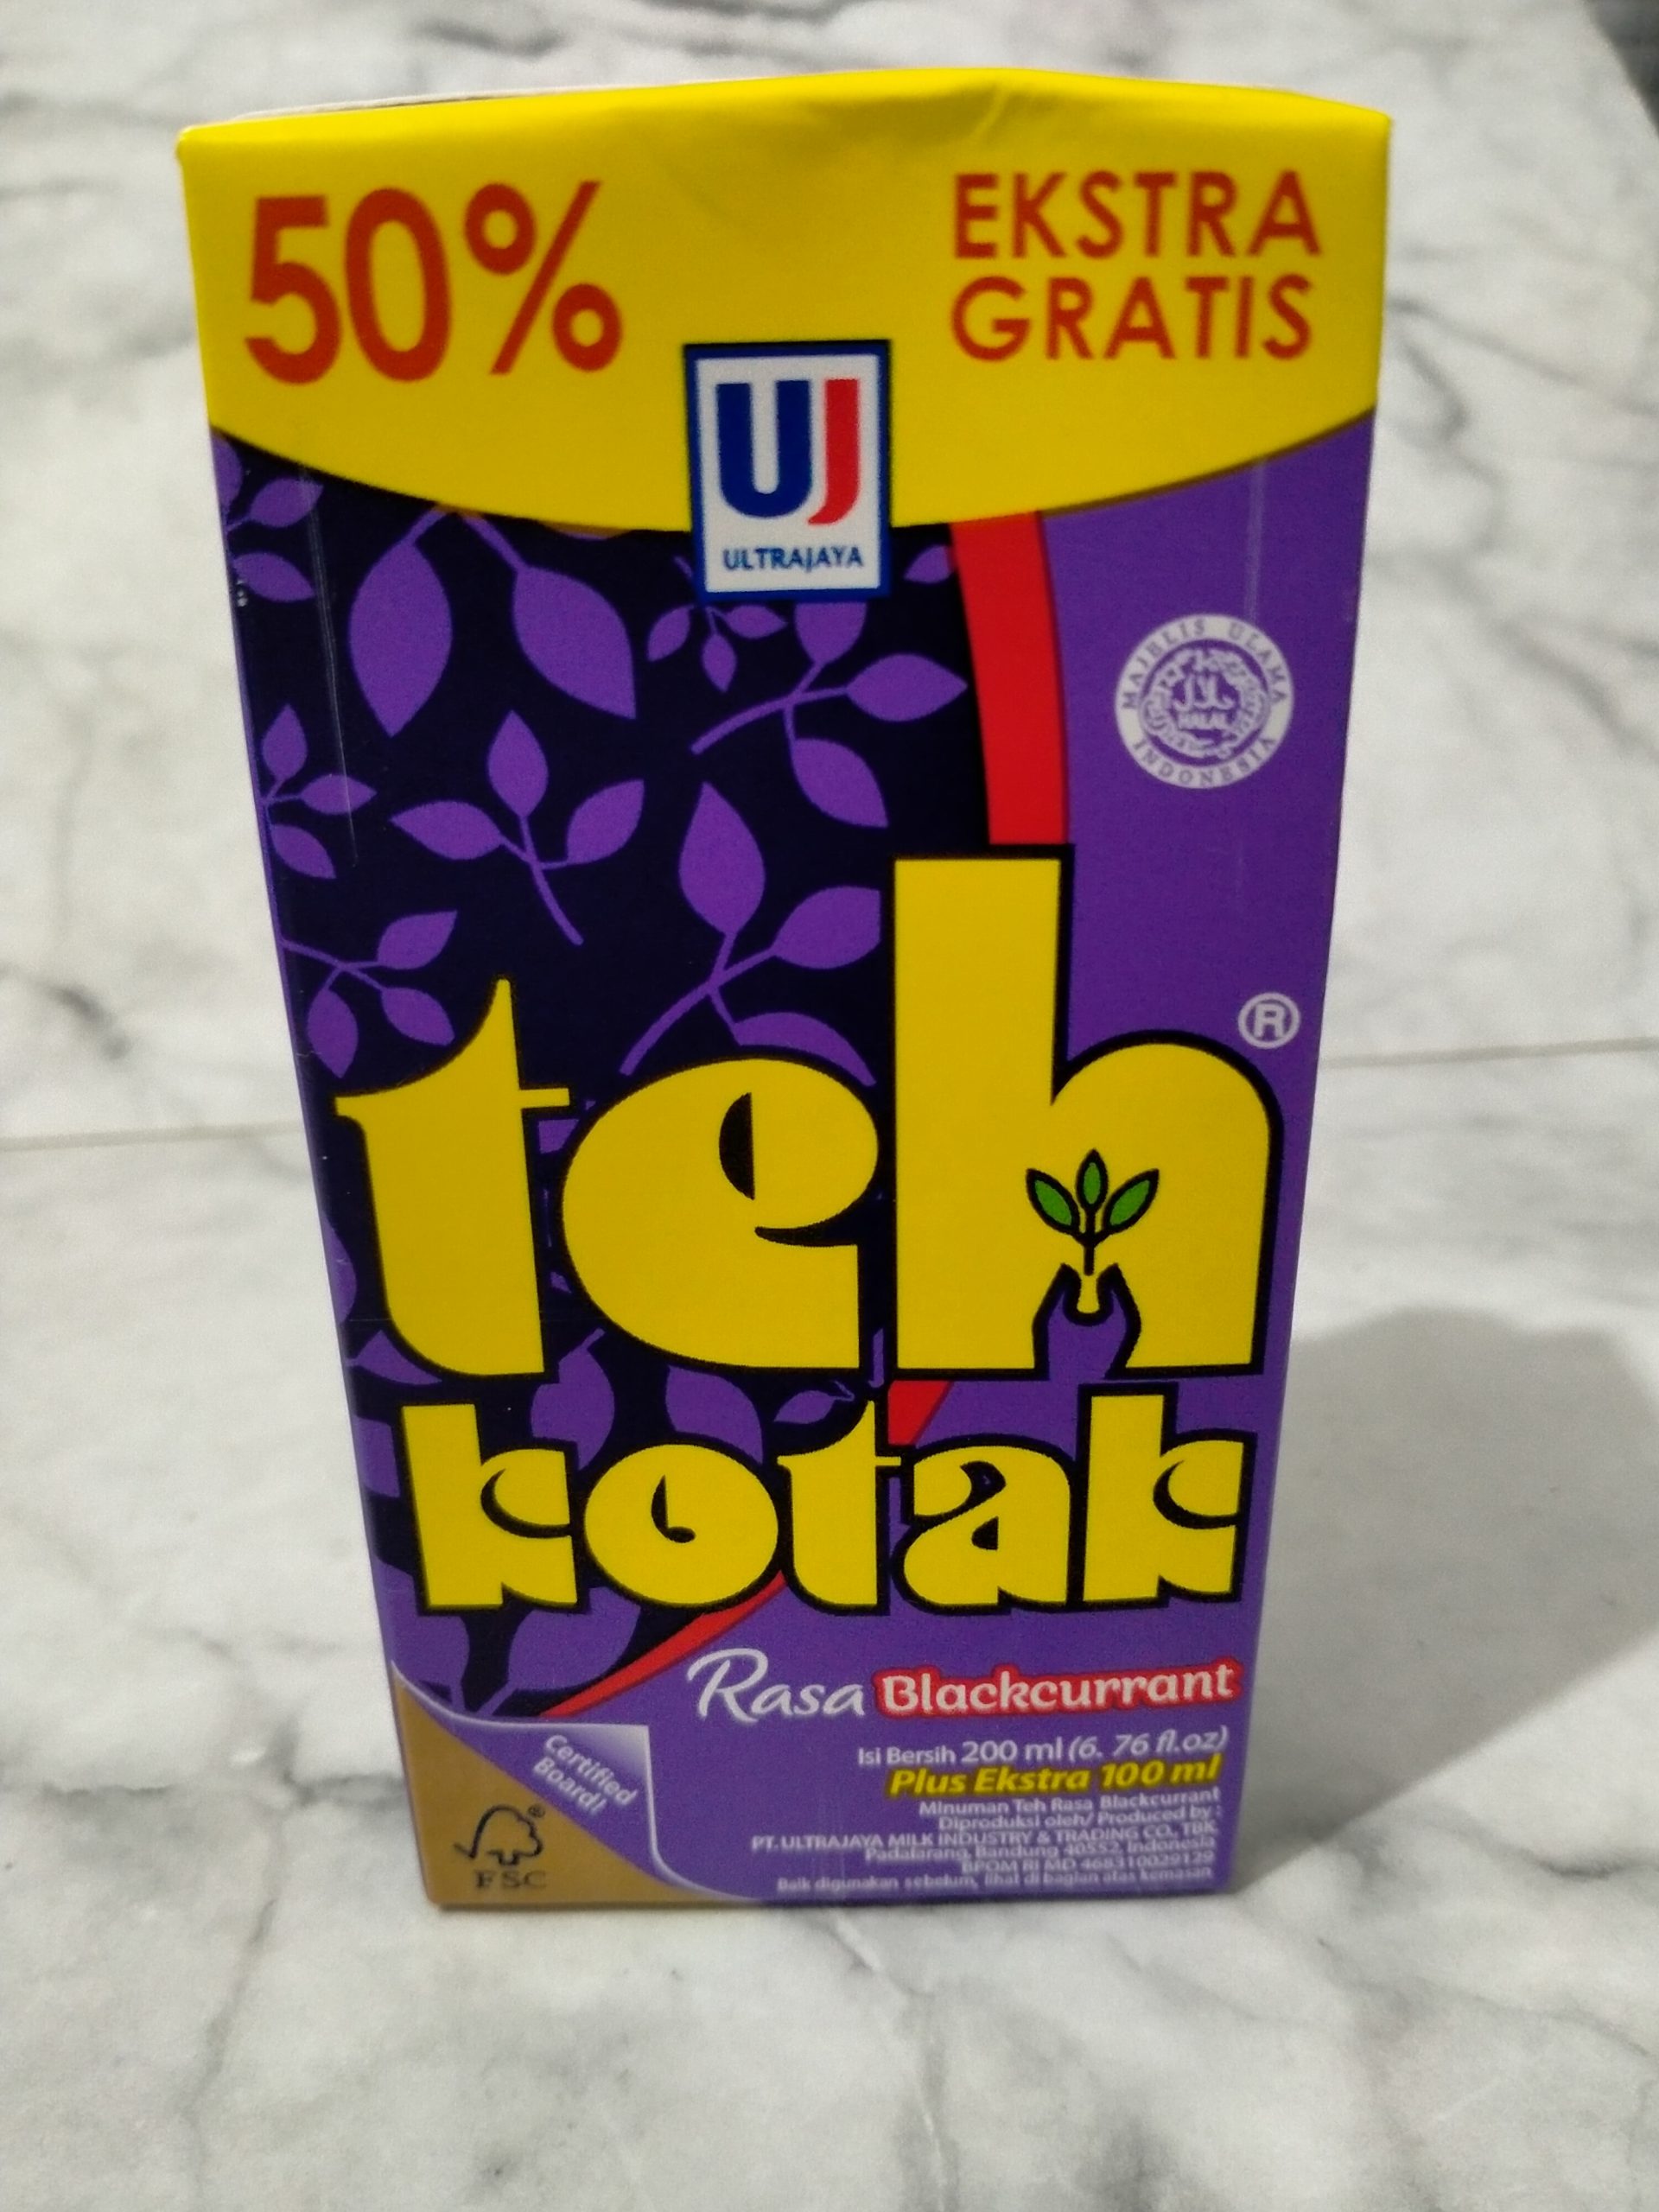 50%
EKSTRA
GRATIS
UJ
ULTRAJAYA
MAJELIS ULAMA
HALAL
INDONESIA
teh
®
kotak
Rasa Blackcurrant
Isi Bersih 200 ml (6. 76 fl.oz)
Plus Ekstra 100 ml
Minuman Teh Rasa Blackcurrant
Diproduksi oleh/ Produced by :
PT. ULTRAJAYA MILK INDUSTRY & TRADING CO., TBK.
Padalarang, Bandung 40552, Indonesia
BPOM RI MD 468310029129
Baik digunakan sebelum, lihat di bagian atas kemasan
Certified
Board!
®
FSC